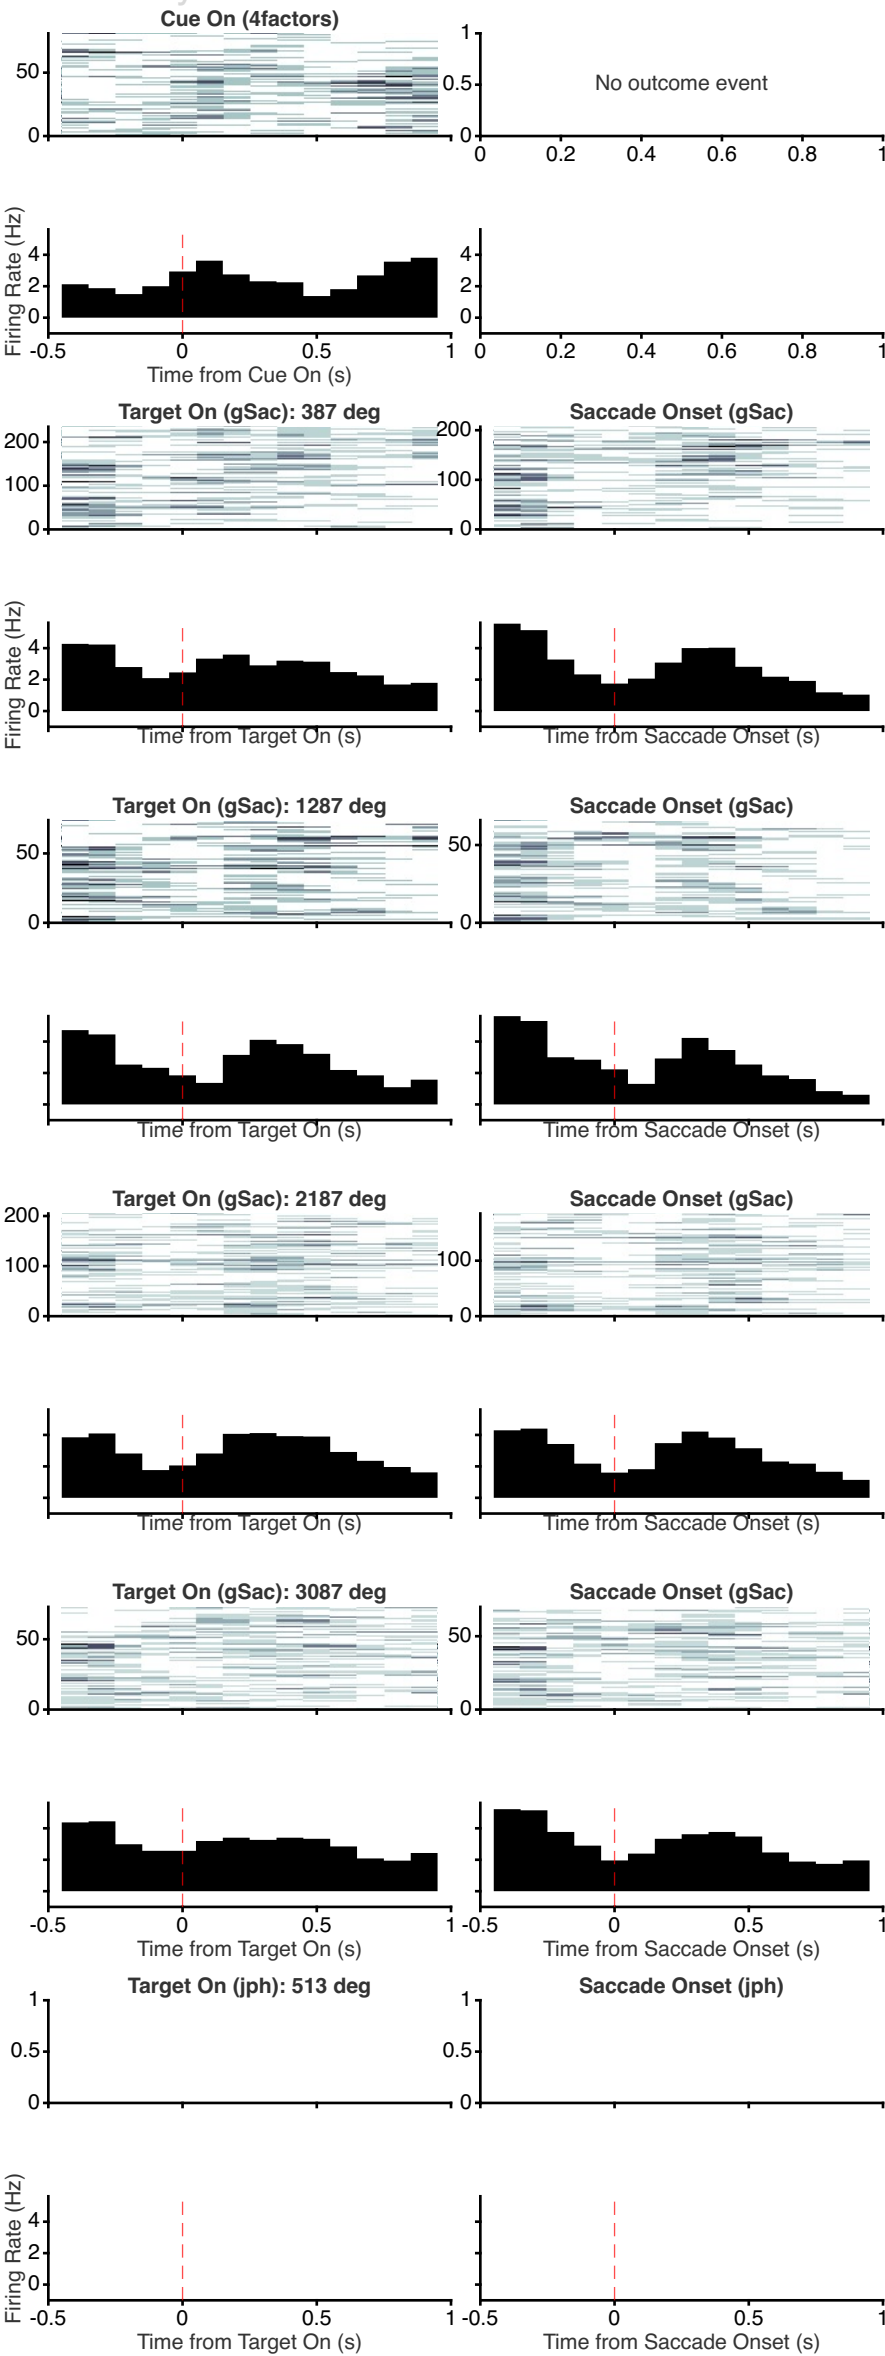 Cue On (4factors)
50
0
1
0.5
0
No outcome event
0 0.2 0.4 0.6 0.8 1
Firing Rate (Hz)
4
2
0
-0.5 0 0.5 1
Time from Cue On (s)
4
2
0
0 0.2 0.4 0.6 0.8 1
Target On (gSac): 387 deg
200
100
0
Saccade Onset (gSac)
200
100
0
Firing Rate (Hz)
4
2
0
Time from Target On (s)
Time from Saccade Onset (s)
Target On (gSac): 1287 deg
50
0
Saccade Onset (gSac)
50
0
Time from Target On (s)
Time from Saccade Onset (s)
Target On (gSac): 2187 deg
200
100
0
Saccade Onset (gSac)
100
0
Time from Target On (s)
Time from Saccade Onset (s)
Target On (gSac): 3087 deg
50
0
Saccade Onset (gSac)
50
0
-0.5 0 0.5 1
Time from Target On (s)
-0.5 0 0.5 1
Time from Saccade Onset (s)
Target On (jph): 513 deg
1
0.5
0
Saccade Onset (jph)
1
0.5
0
Firing Rate (Hz)
4
2
0
-0.5 0 0.5 1
Time from Target On (s)
-0.5 0 0.5 1
Time from Saccade Onset (s)